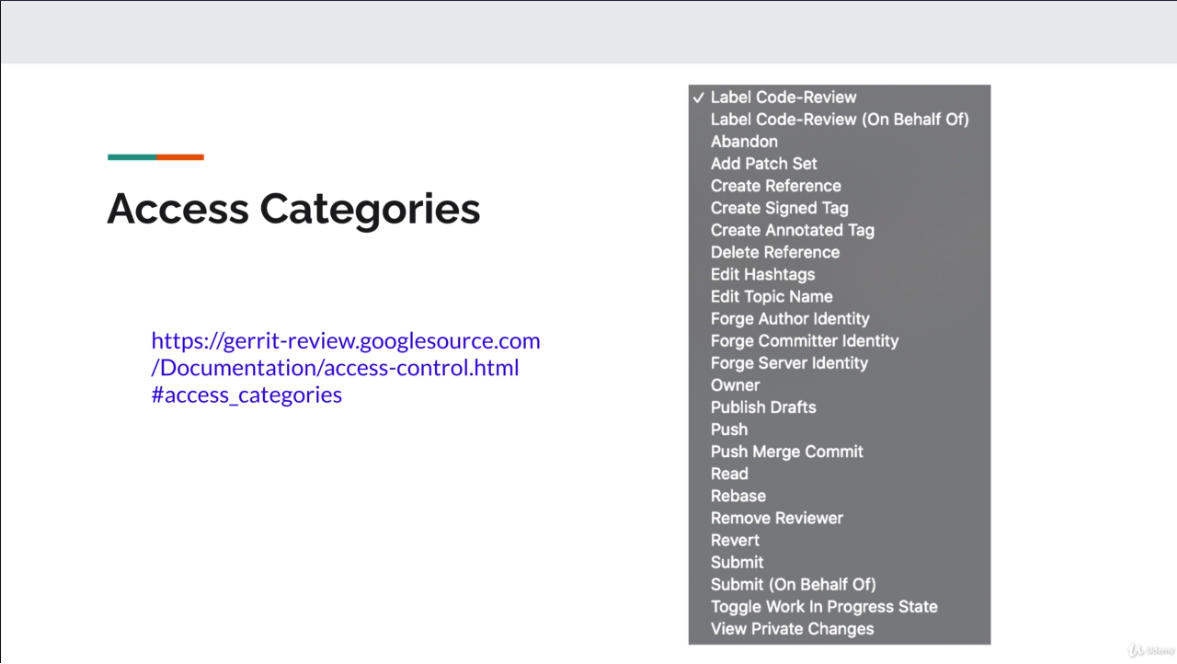 Access Categories
https://gerrit-review.googlesource.com
/Documentation/access-control.html
#access_categories
✓ Label Code-Review
Label Code-Review (On Behalf Of)
Abandon
Add Patch Set
Create Reference
Create Signed Tag
Create Annotated Tag
Delete Reference
Edit Hashtags
Edit Topic Name
Forge Author Identity
Forge Committer Identity
Forge Server Identity
Owner
Publish Drafts
Push
Push Merge Commit
Read
Rebase
Remove Reviewer
Revert
Submit
Submit (On Behalf Of)
Toggle Work In Progress State
View Private Changes
Udemy